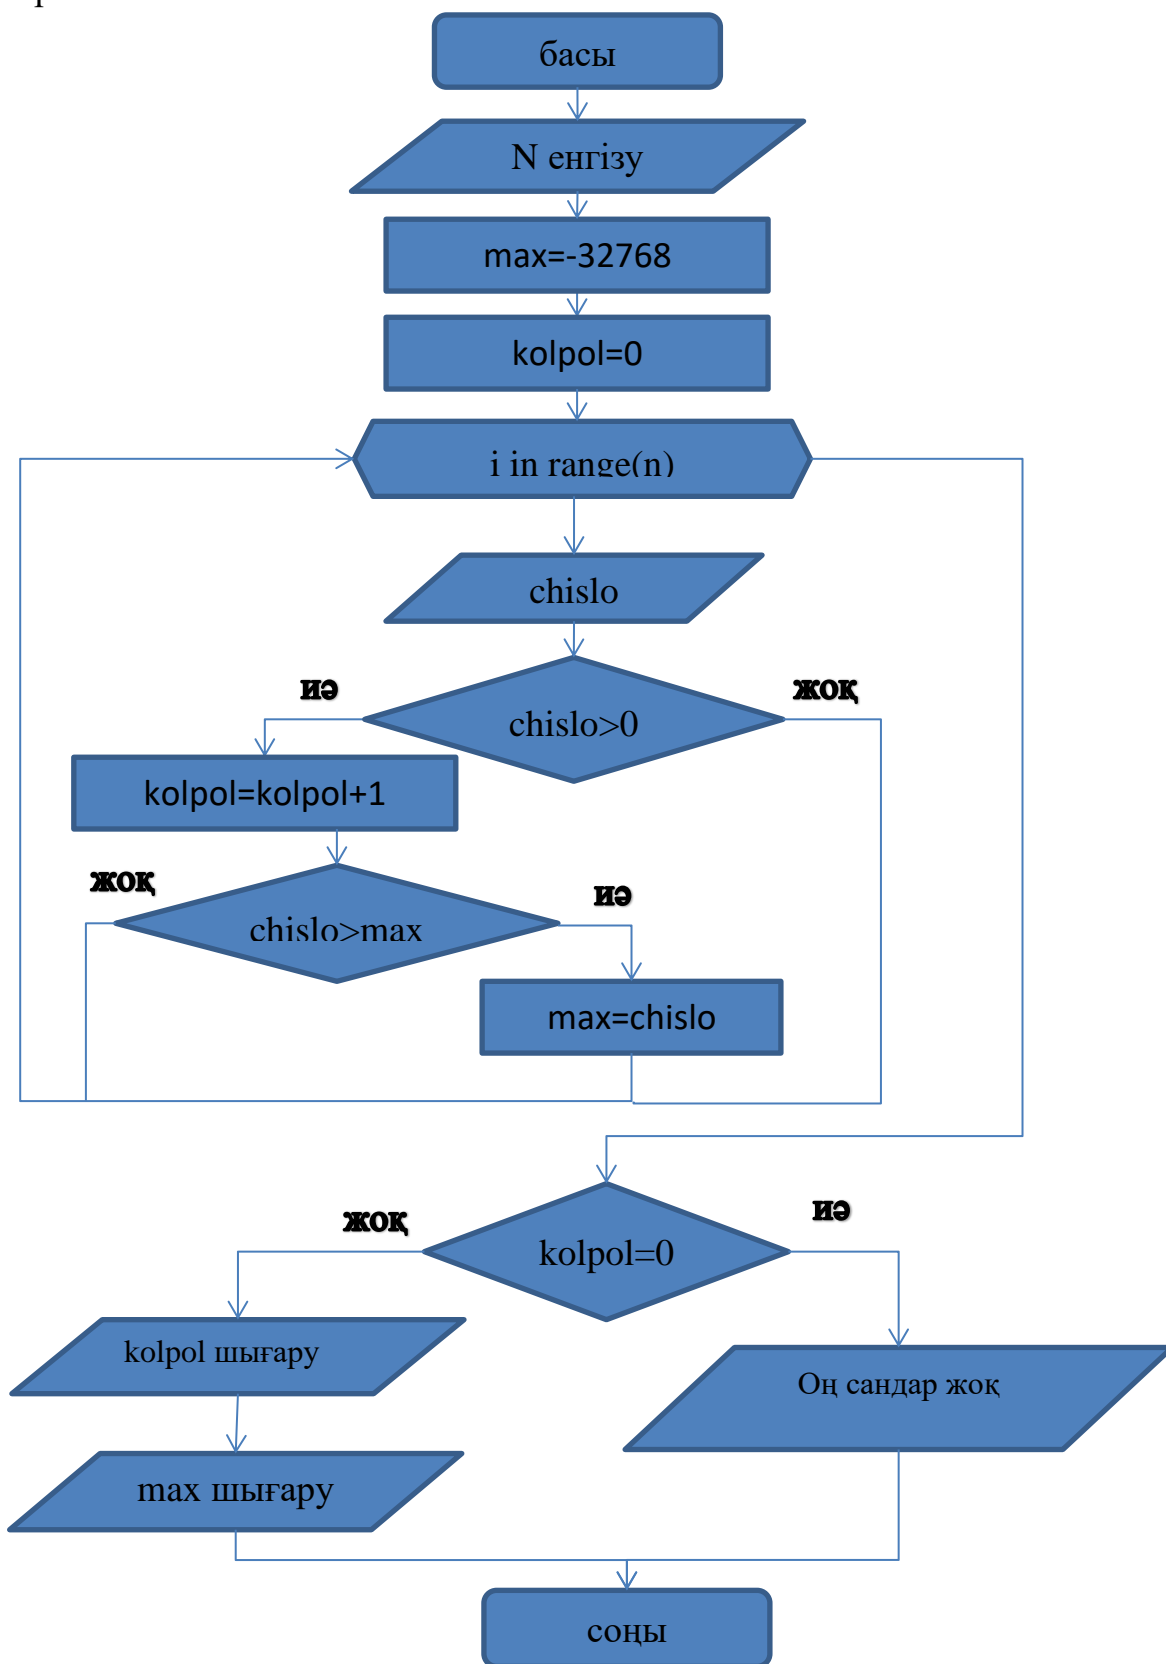 басы
N енгізу
max=-32768
kolpol=0
i in range(n)
chislo
иә
жоқ
chislo>0
kolpol=kolpol+1
жоқ
иә
chislo>max
max=chislo
жоқ
иә
kolpol=0
kolpol шығару
Оң сандар жоқ
max шығару
соңы